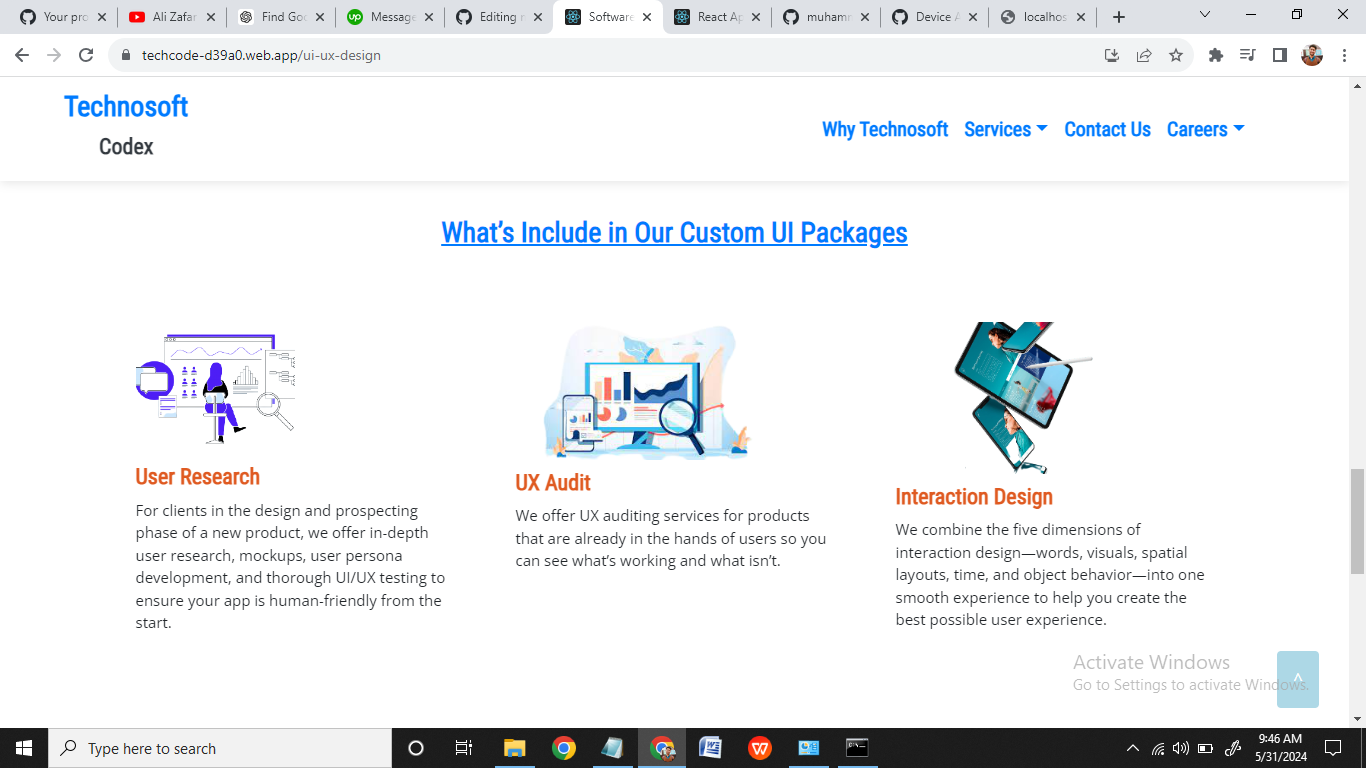 Your pro
Ali Zafar
Find Goo
Message
Editing r
Software
React Ap
muhamm
Device A
localhos
techcode-d39a0.web.app/ui-ux-design
Technosoft
Codex
Why Technosoft
Services
Contact Us
Careers
What’s Include in Our Custom UI Packages
User Research
For clients in the design and prospecting
phase of a new product, we offer in-depth
user research, mockups, user persona
development, and thorough UI/UX testing to
ensure your app is human-friendly from the
start.
UX Audit
We offer UX auditing services for products
that are already in the hands of users so you
can see what’s working and what isn’t.
Interaction Design
We combine the five dimensions of
interaction design—words, visuals, spatial
layouts, time, and object behavior—into one
smooth experience to help you create the
best possible user experience.
Activate Windows
Go to Settings to activate Windows.
^
Type here to search
9:46 AM
5/31/2024